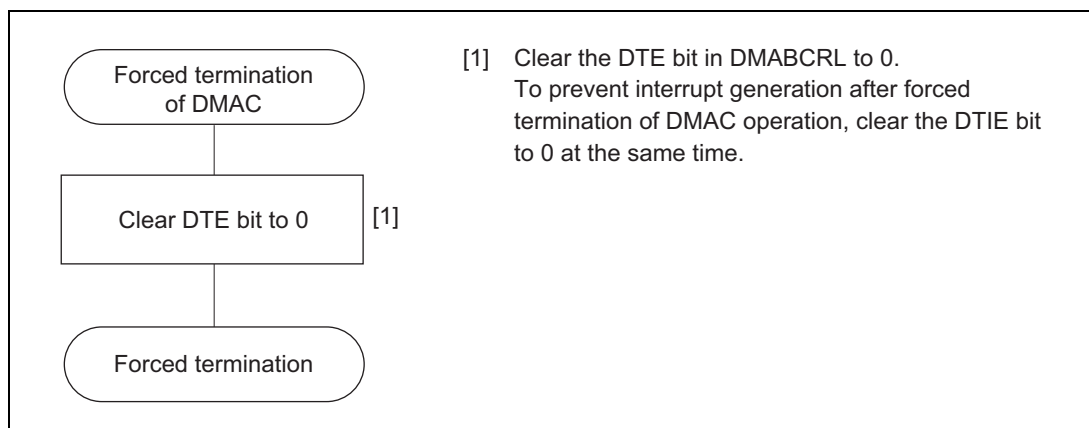 Forced termination
of DMAC
Clear DTE bit to 0
[1]
Forced termination
[1] Clear the DTE bit in DMABCRL to 0.
To prevent interrupt generation after forced
termination of DMAC operation, clear the DTIE bit
to 0 at the same time.